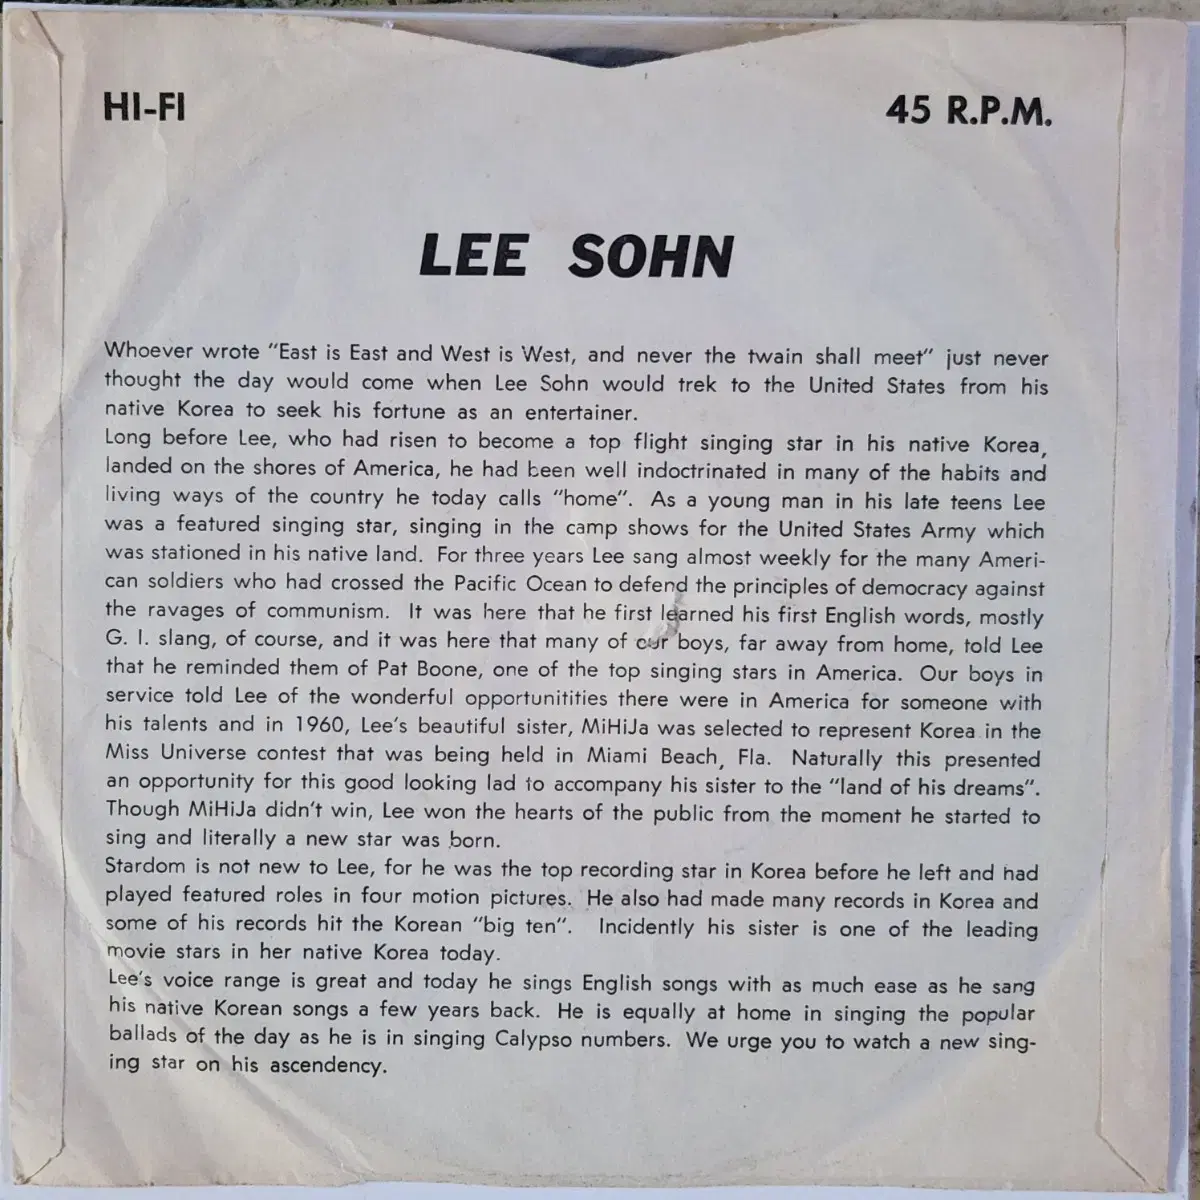 HI-FI
45 R.P.M.
LEE SOHN
Whoever wrote "East is East and West is West, and never the twain shall meet" just never
thought the day would come when Lee Sohn would trek to the United States from his
native Korea to seek his fortune as an entertainer.
Long before Lee, who had risen to become a top flight singing star in his native Korea,
landed on the shores of America, he had been well indoctrinated in many of the habits and
living ways of the country he today calls "home". As a young man in his late teens Lee
was a featured singing star, singing in the camp shows for the United States Army which
was stationed in his native land. For three years Lee sang almost weekly for the many Ameri-
can soldiers who had crossed the Pacific Ocean to defend the principles of democracy against
the ravages of communism. It was here that he first learned his first English words, mostly
G. I. slang, of course, and it was here that many of our boys, far away from home, told Lee
that he reminded them of Pat Boone, one of the top singing stars in America. Our boys in
service told Lee of the wonderful opportunitities there were in America for someone with
his talents and in 1960, Lee's beautiful sister, MiHiJa was selected to represent Korea in the
Miss Universe contest that was being held in Miami Beach, Fla. Naturally this presented
an opportunity for this good looking lad to accompany his sister to the "land of his dreams".
Though MiHiJa didn't win, Lee won the hearts of the public from the moment he started to
sing and literally a new star was born.
Stardom is not new to Lee, for he was the top recording star in Korea before he left and had
played featured roles in four motion pictures. He also had made many records in Korea and
some of his records hit the Korean "big ten". Incidently his sister is one of the leading
movie stars in her native Korea today.
Lee's voice range is great and today he sings English songs with as much ease as he sang
his native Korean songs a few years back. He is equally at home in singing the popular
ballads of the day as he is in singing Calypso numbers. We urge you to watch a new sing-
ing star on his ascendency.